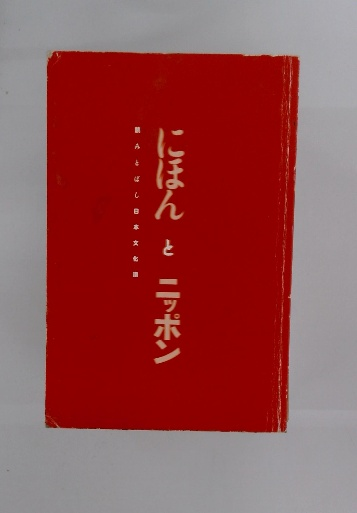 にほん と ニッポン
読みとばし日本文化譜